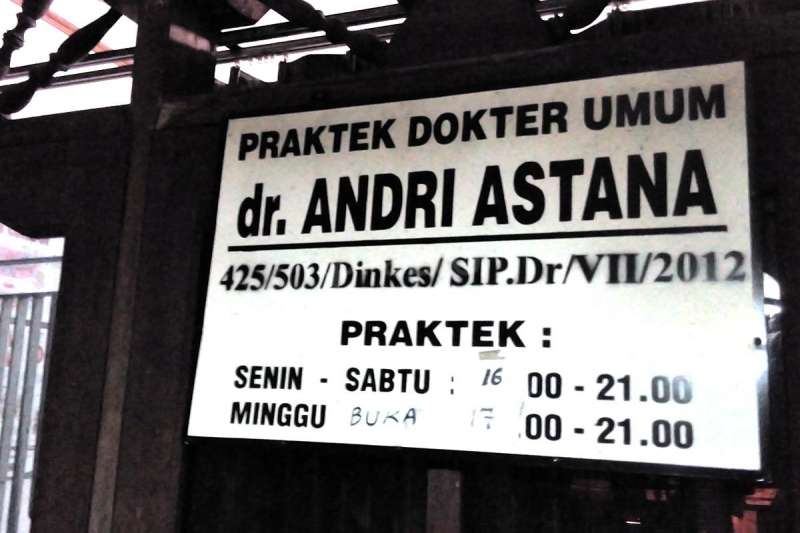 PRAKTEK DOKTER UMUM
dr. ANDRI ASTANA
425/503/Dinkes/ SIP.Dr/VII/2012
PRAKTEK :
SENIN - SABTU : 16 00 - 21.00
MINGGU BUKA 17 :00 - 21.00